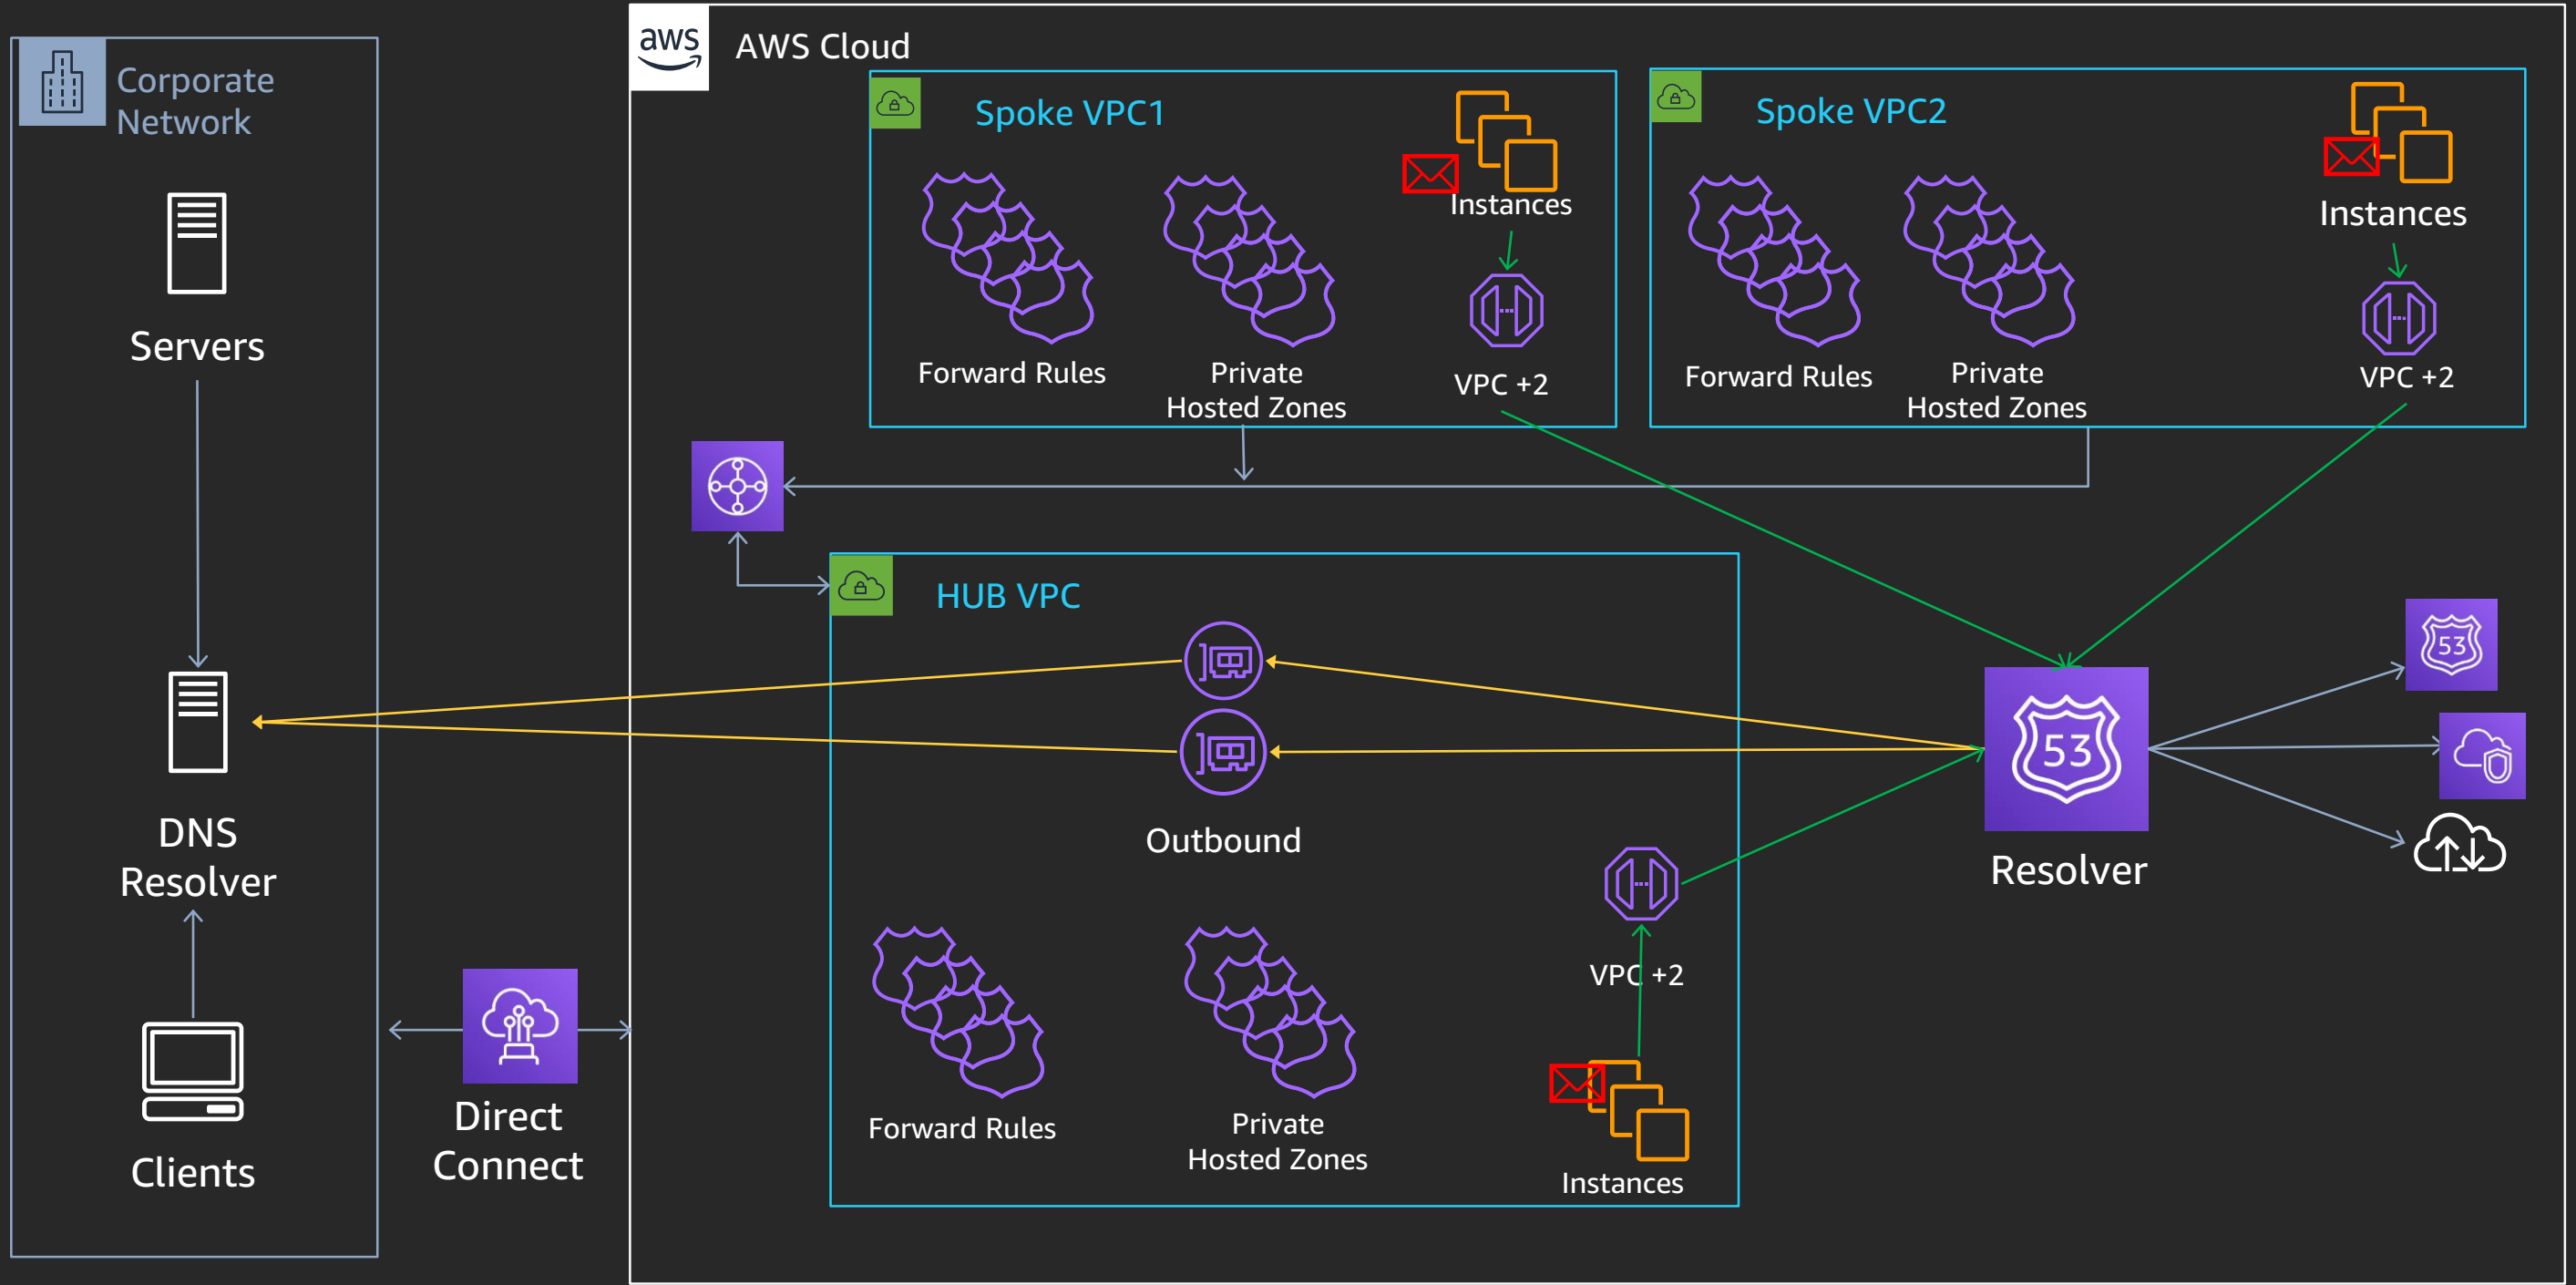 Corporate
Network
Servers
DNS
Resolver
Clients
Direct
Connect
aws
AWS Cloud
Spoke VPC1
Forward Rules
Private
Hosted Zones
Instances
VPC +2
Spoke VPC2
Forward Rules
Private
Hosted Zones
Instances
VPC +2
HUB VPC
Outbound
Forward Rules
Private
Hosted Zones
VPC +2
Instances
53
Resolver
53